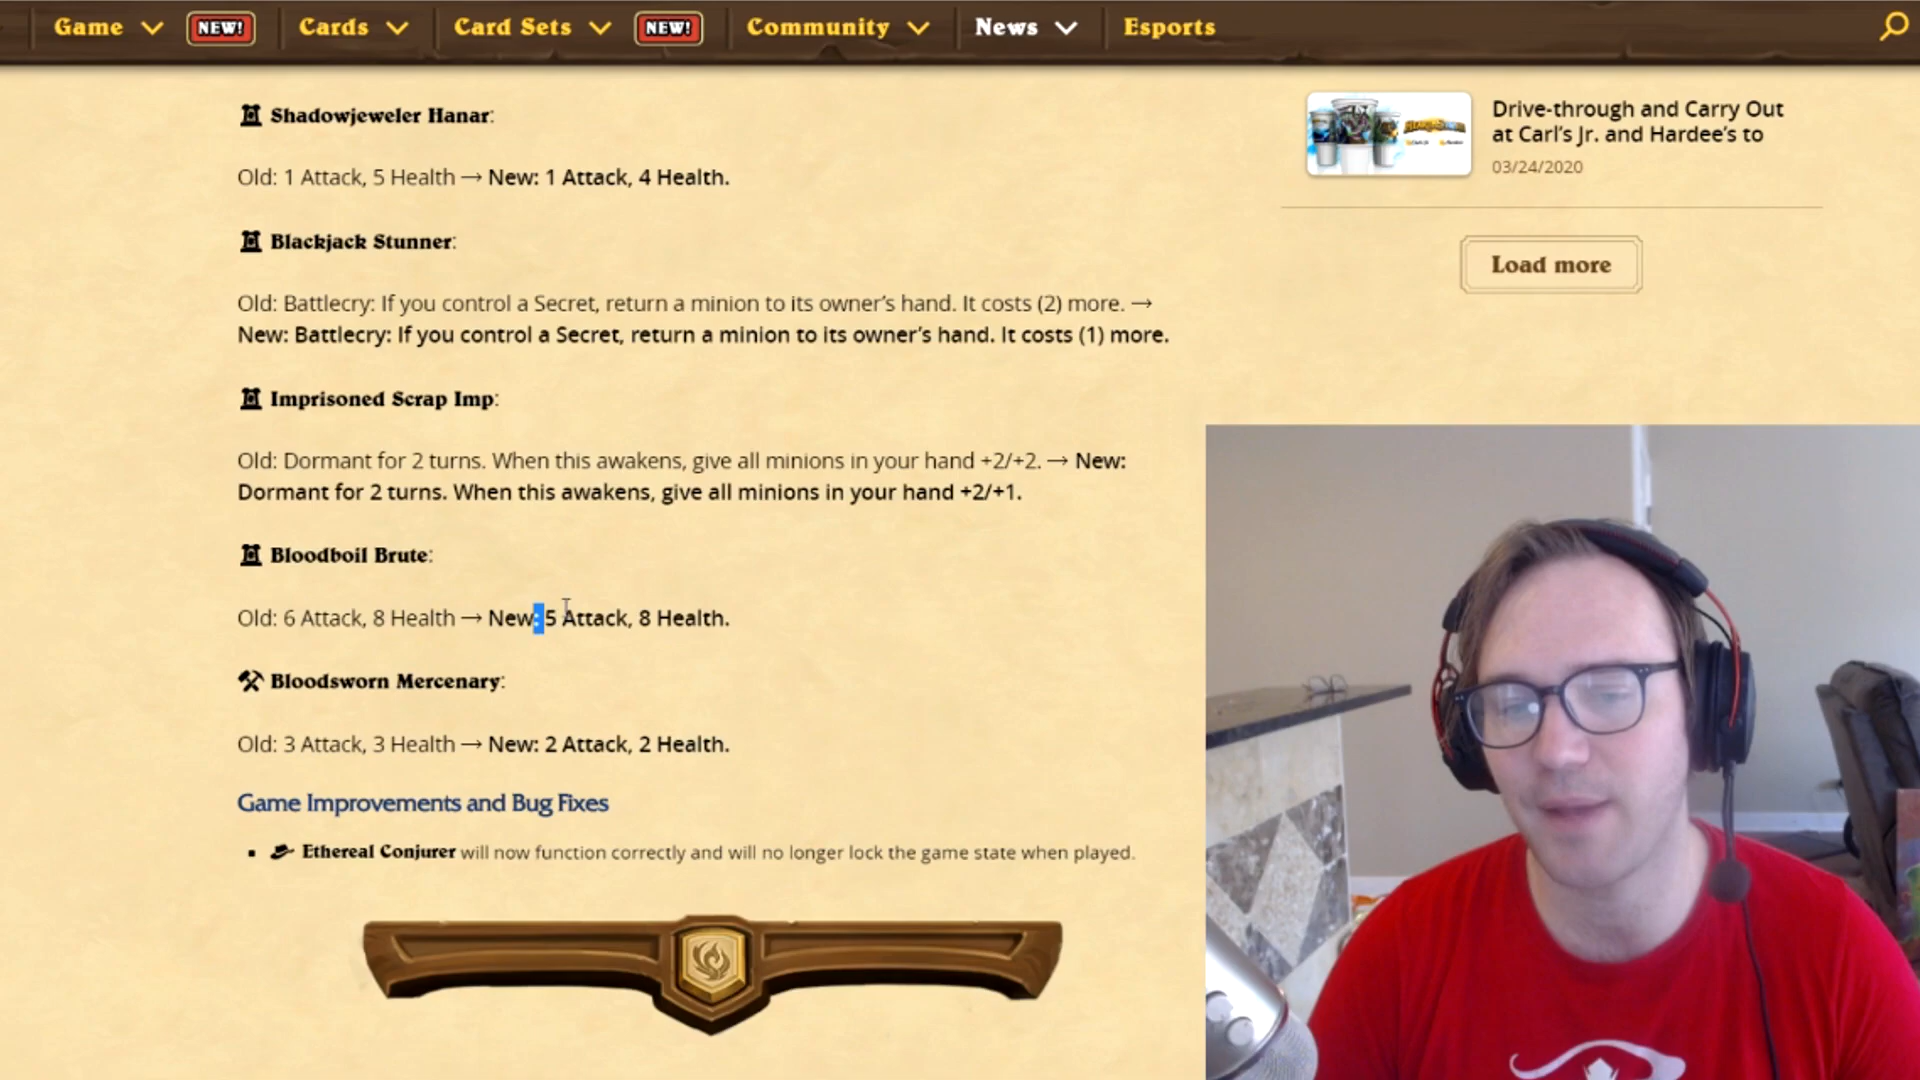 Game NEW! Cards Card Sets NEW! Community News Esports
Shadowjeweler Hanar:
Old: 1 Attack, 5 Health → New: 1 Attack, 4 Health.
Blackjack Stunner:
Old: Battlecry: If you control a Secret, return a minion to its owner’s hand. It costs (2) more. →
New: Battlecry: If you control a Secret, return a minion to its owner’s hand. It costs (1) more.
Imprisoned Scrap Imp:
Old: Dormant for 2 turns. When this awakens, give all minions in your hand +2/+2. → New:
Dormant for 2 turns. When this awakens, give all minions in your hand +2/+1.
Bloodboil Brute:
Old: 6 Attack, 8 Health → New: 5 Attack, 8 Health.
Bloodsworn Mercenary:
Old: 3 Attack, 3 Health → New: 2 Attack, 2 Health.
Game Improvements and Bug Fixes
▪ Ethereal Conjurer will now function correctly and will no longer lock the game state when played.
Drive-through and Carry Out
at Carl’s Jr. and Hardee’s to
03/24/2020
Load more